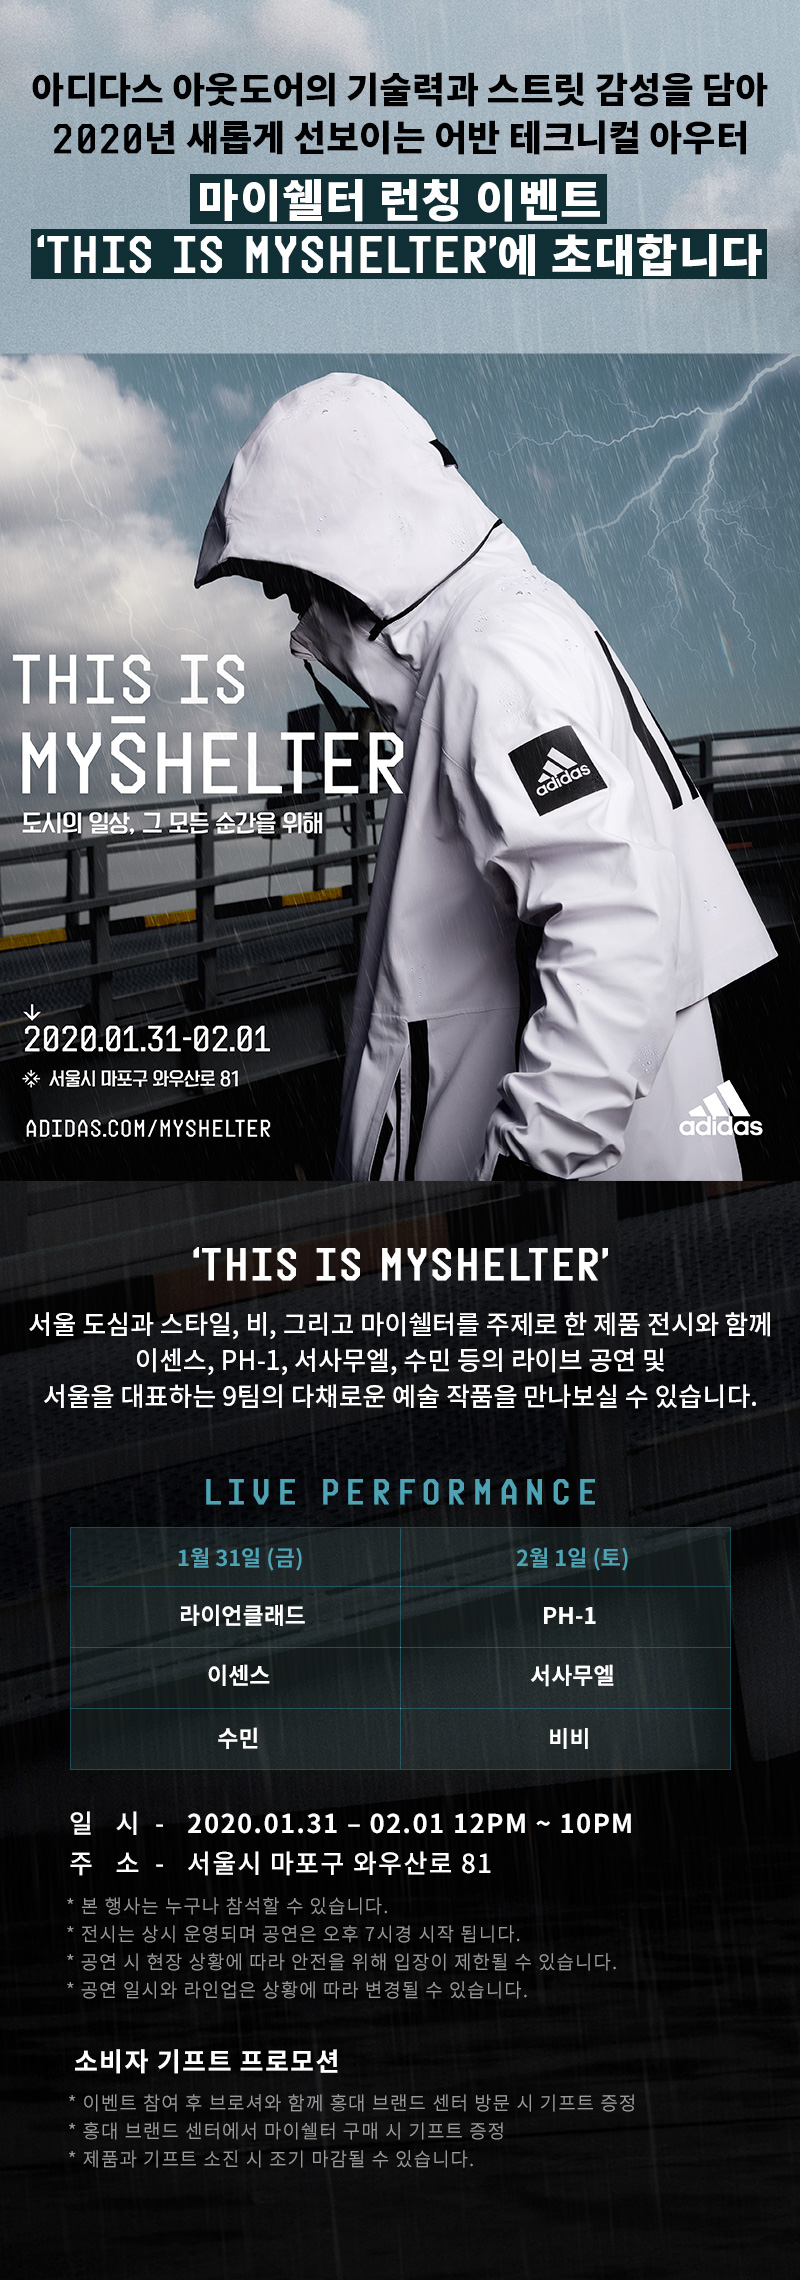 아디다스 아웃도어의 기술력과 스트릿 감성을 담아
2020년 새롭게 선보이는 어반 테크니컬 아우터
마이쉘터 런칭 이벤트
‘THIS IS MYSHELTER’에 초대합니다
THIS IS
MYSHELTER
도시의 일상, 그 모든 순간을 위해
adidas
↓
2020.01.31-02.01
서울시 마포구 와우산로 81
ADIDAS.COM/MYSHELTER
adidas
‘THIS IS MYSHELTER’
서울 도심과 스타일, 비, 그리고 마이쉘터를 주제로 한 제품 전시와 함께
이센스, PH-1, 서사무엘, 수민 등의 라이브 공연 및
서울을 대표하는 9팀의 다채로운 예술 작품을 만나보실 수 있습니다.
LIVE PERFORMANCE
1월 31일 (금) 2월 1일 (토)
라이언클래드 PH-1
이센스 서사무엘
수민 비비
일 시 - 2020.01.31 – 02.01 12PM ~ 10PM
주 소 - 서울시 마포구 와우산로 81
* 본 행사는 누구나 참석할 수 있습니다.
* 전시는 상시 운영되며 공연은 오후 7시경 시작 됩니다.
* 공연 시 현장 상황에 따라 안전을 위해 입장이 제한될 수 있습니다.
* 공연 일시와 라인업은 상황에 따라 변경될 수 있습니다.
소비자 기프트 프로모션
* 이벤트 참여 후 브로셔와 함께 홍대 브랜드 센터 방문 시 기프트 증정
* 홍대 브랜드 센터에서 마이쉘터 구매 시 기프트 증정
* 제품과 기프트 소진 시 조기 마감될 수 있습니다.